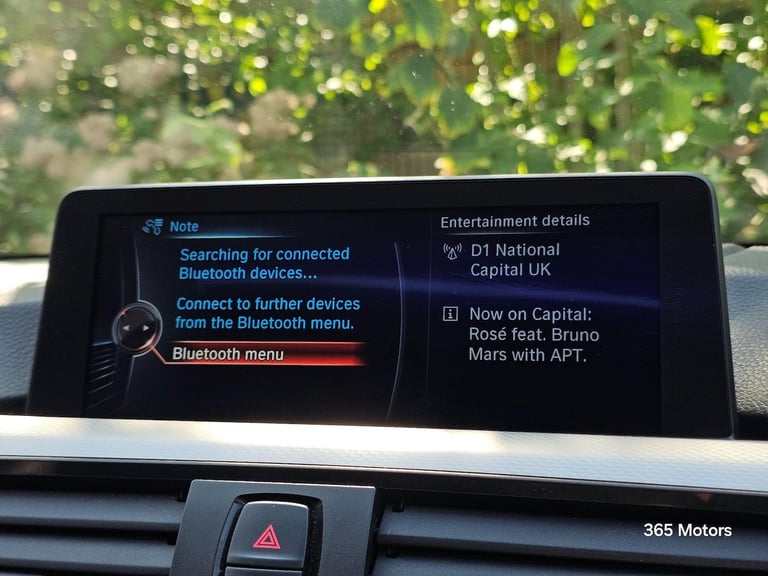 Note
Searching for connected
Bluetooth devices...
Connect to further devices
from the Bluetooth menu.
Bluetooth menu
Entertainment details
D1 National
Capital UK
Now on Capital:
Rosé feat. Bruno
Mars with APT.
365 Motors